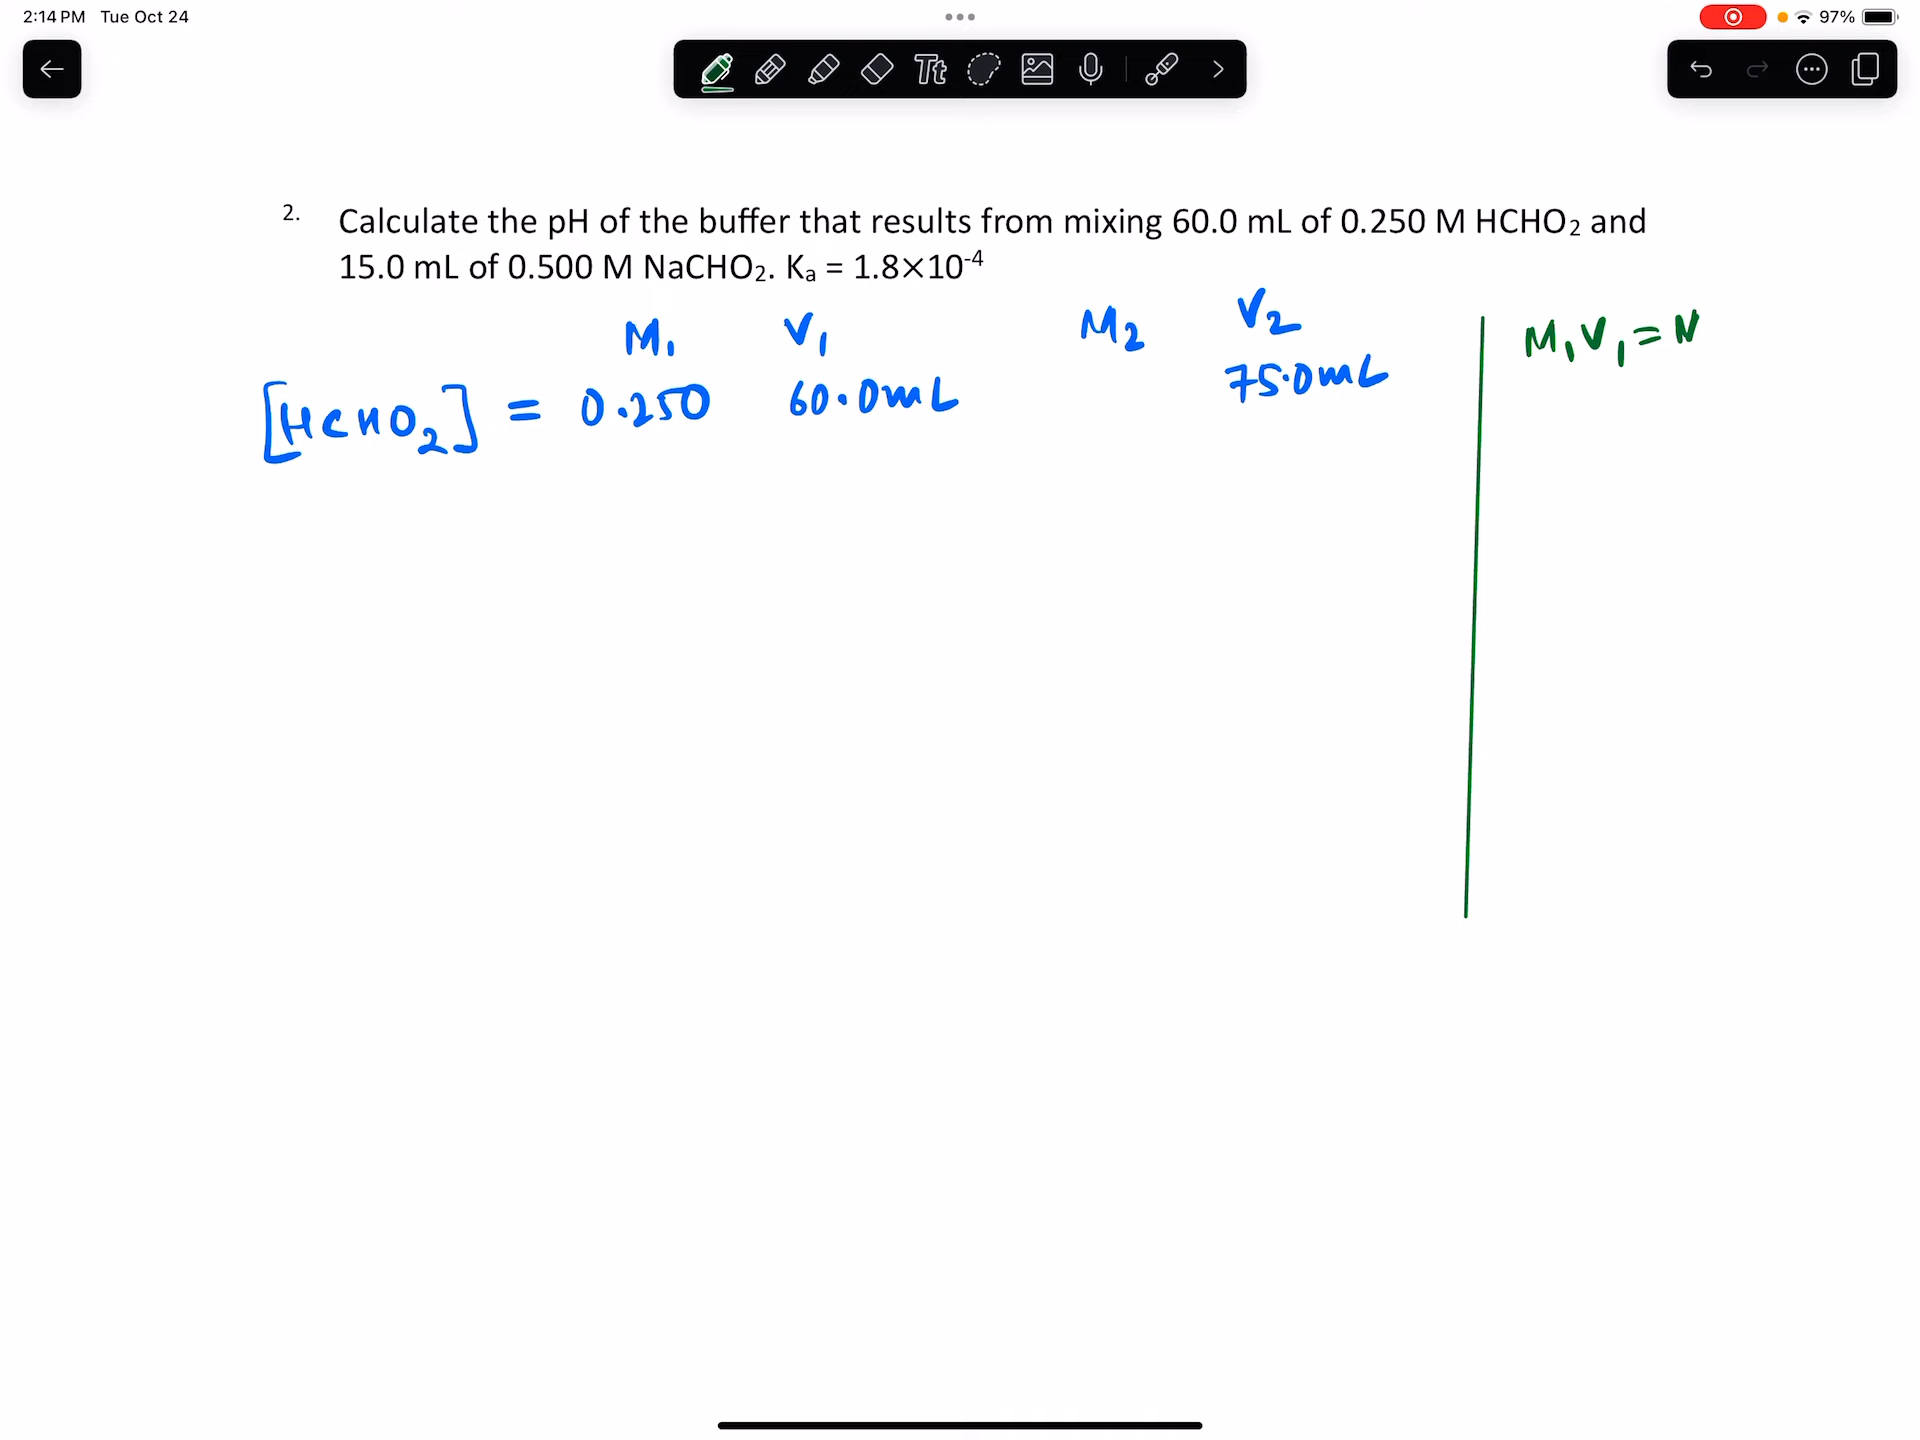 2:14 PM Tue Oct 24
97%
Tt
2. Calculate the pH of the buffer that results from mixing 60.0 mL of 0.250 M HCHO₂ and
15.0 mL of 0.500 M NaCHO₂. Kₐ = 1.8×10⁻⁴
M₁ V₁ M₂ V₂
[HCHO₂] = 0.250 60.0mL 75.0mL
M₁V₁ = N